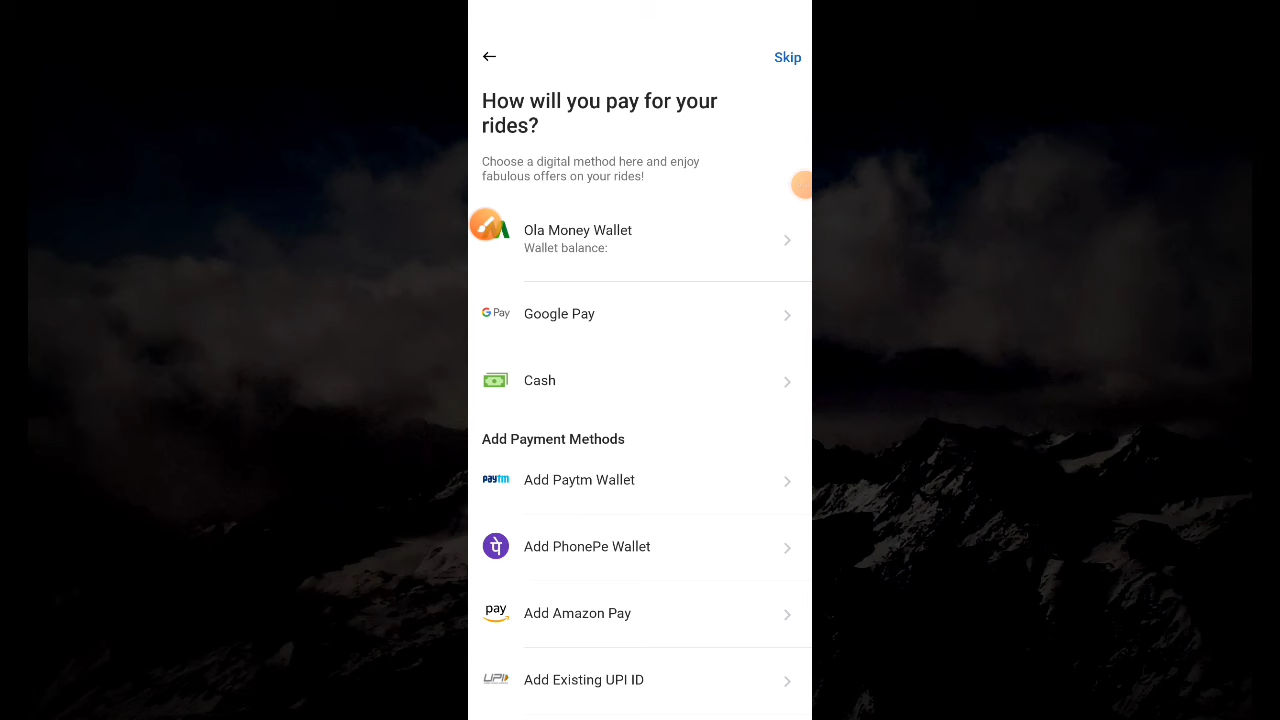 Skip
How will you pay for your
rides?
Choose a digital method here and enjoy
fabulous offers on your rides!
Ola Money Wallet
Wallet balance:
G Pay Google Pay
Cash
Add Payment Methods
paytm Add Paytm Wallet
पे Add PhonePe Wallet
pay Add Amazon Pay
UPI Add Existing UPI ID